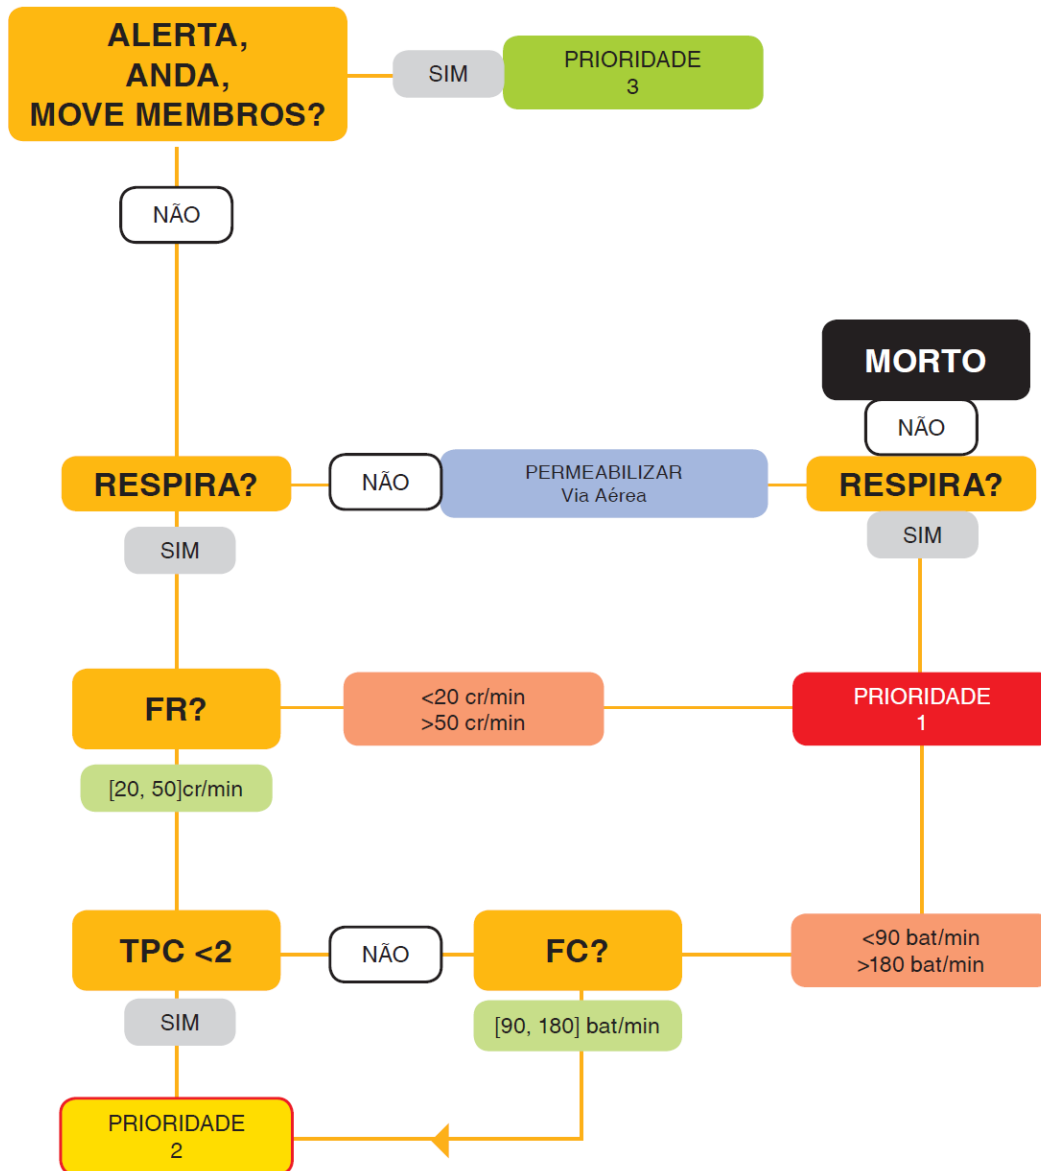 ALERTA,
ANDA,
MOVE MEMBROS?
SIM
PRIORIDADE
3
NÃO
MORTO
NÃO
RESPIRA?
NÃO
PERMEABILIZAR
Via Aérea
RESPIRA?
SIM
SIM
FR?
<20 cr/min
>50 cr/min
PRIORIDADE
1
[20, 50]cr/min
TPC <2
NÃO
FC?
<90 bat/min
>180 bat/min
SIM
[90, 180] bat/min
PRIORIDADE
2